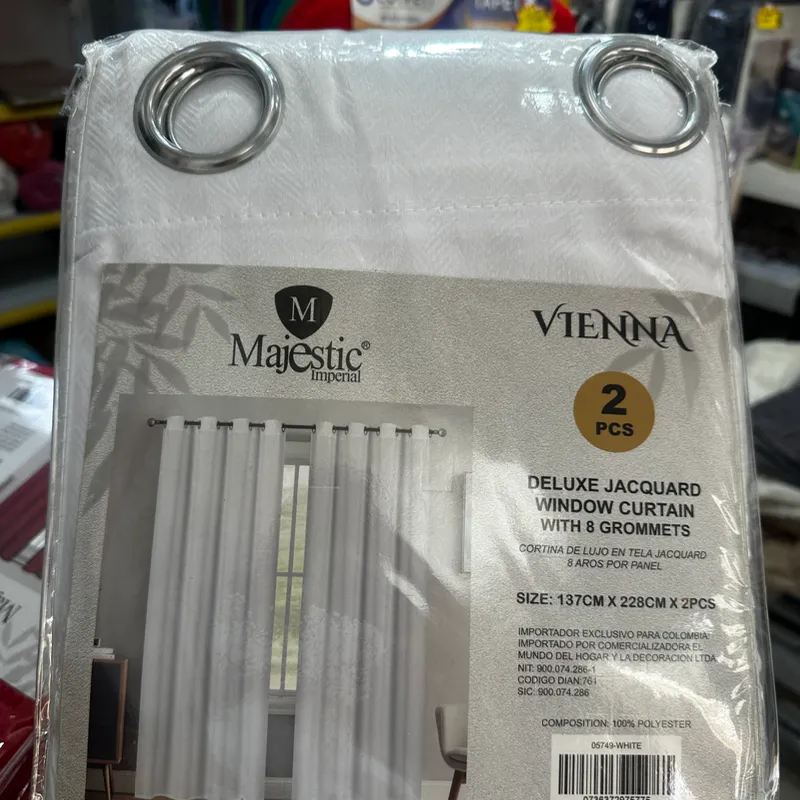 M
Majestic®
Imperial
VIENNA
2
PCS
DELUXE JACQUARD
WINDOW CURTAIN
WITH 8 GROMMETS
CORTINA DE LUJO EN TELA JACQUARD
8 AROS POR PANEL
SIZE: 137CM X 228CM X 2PCS
IMPORTADOR EXCLUSIVO PARA COLOMBIA:
IMPORTADO POR COMERCIALIZADORA EL
MUNDO DEL HOGAR Y LA DECORACION LTDA
NIT: 900.074.286-1
CODIGO DIAN:761
SIC: 900.074.286
COMPOSITION: 100% POLYESTER
05749-WHITE